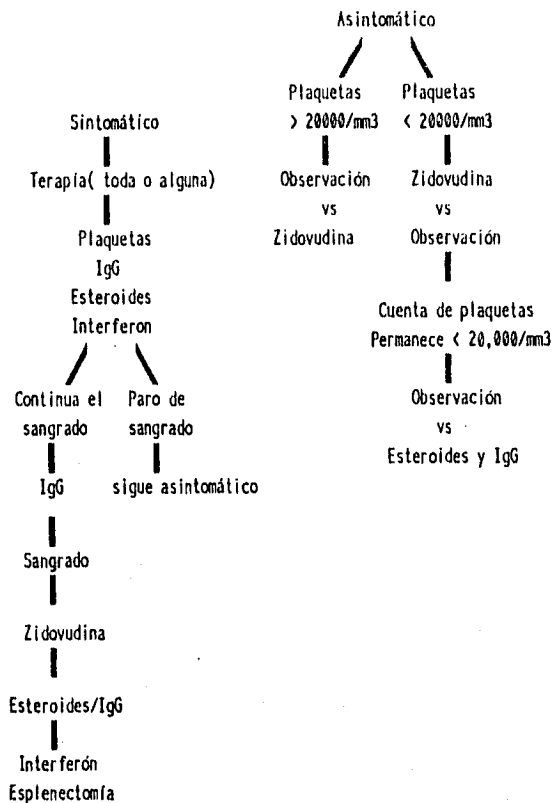 Sintomático
Terapía( toda o alguna)
Plaquetas
IgG
Esteroides
Interferon
Continua el
sangrado
Paro de
sangrado
IgG
sigue asintomático
Sangrado
Zidovudina
Esteroides/IgG
Interferón
Esplenectomía
Asintomático
Plaquetas
> 20000/mm3
Plaquetas
< 20000/mm3
Observación
vs
Zidovudina
Zidovudina
vs
Observación
Cuenta de plaquetas
Permanece < 20,000/mm3
Observación
vs
Esteroides y IgG